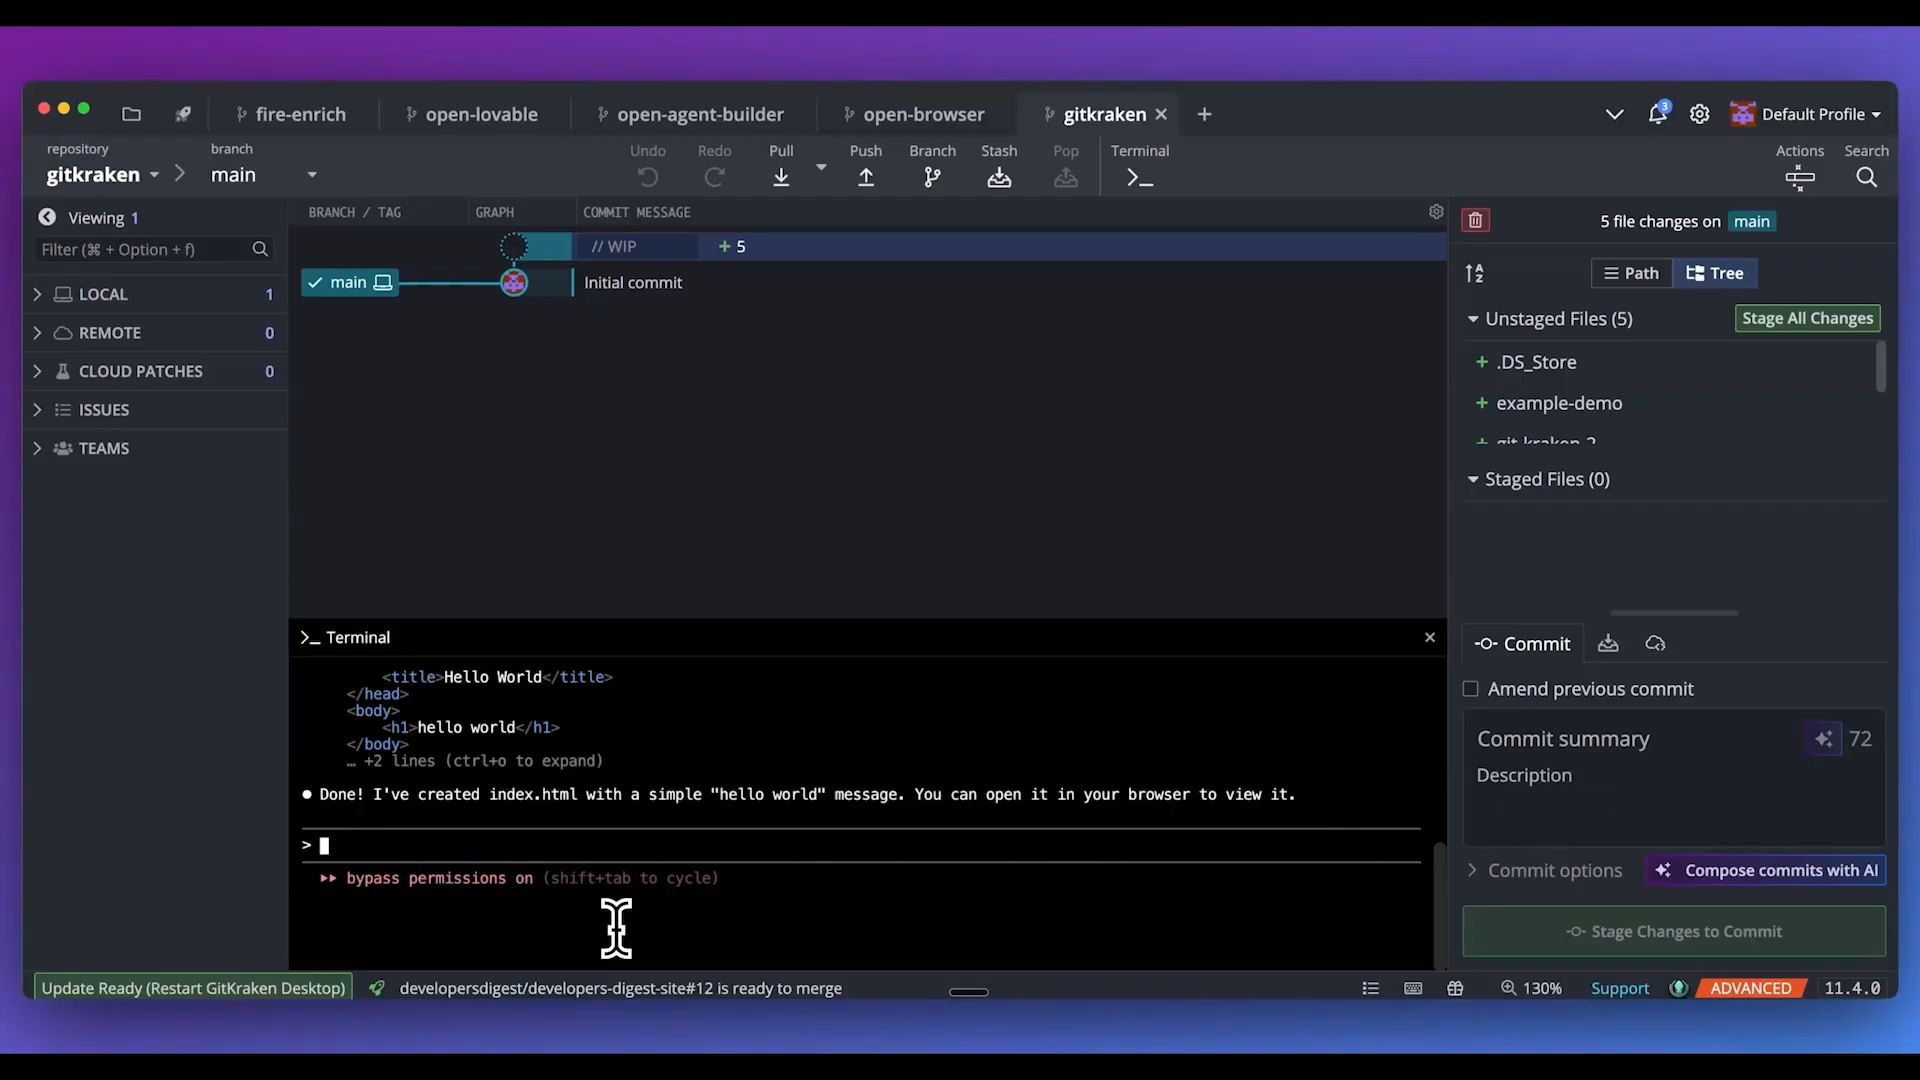 fire-enrich
open-lovable
open-agent-builder
open-browser
gitkraken
3
Default Profile
repository
gitkraken
branch
main
Undo
Redo
Pull
Push
Branch
Stash
Pop
Terminal
Actions
Search
Viewing 1
Filter (⌘ + Option + f)
LOCAL 1
REMOTE 0
CLOUD PATCHES 0
ISSUES
TEAMS
BRANCH / TAG
GRAPH
COMMIT MESSAGE
// WIP + 5
main
Initial commit
5 file changes on main
Path
Tree
Unstaged Files (5)
Stage All Changes
+ .DS_Store
+ example-demo
+ git-kraken-2
Staged Files (0)
>_ Terminal
<title>Hello World</title>
</head>
<body>
<h1>hello world</h1>
</body>
… +2 lines (ctrl+o to expand)
● Done! I've created index.html with a simple "hello world" message. You can open it in your browser to view it.
>
bypass permissions on (shift+tab to cycle)
Commit
Amend previous commit
Commit summary 72
Description
Commit options
Compose commits with AI
Stage Changes to Commit
Update Ready (Restart GitKraken Desktop)
developersdigest/developers-digest-site#12 is ready to merge
130%
Support
ADVANCED
11.4.0